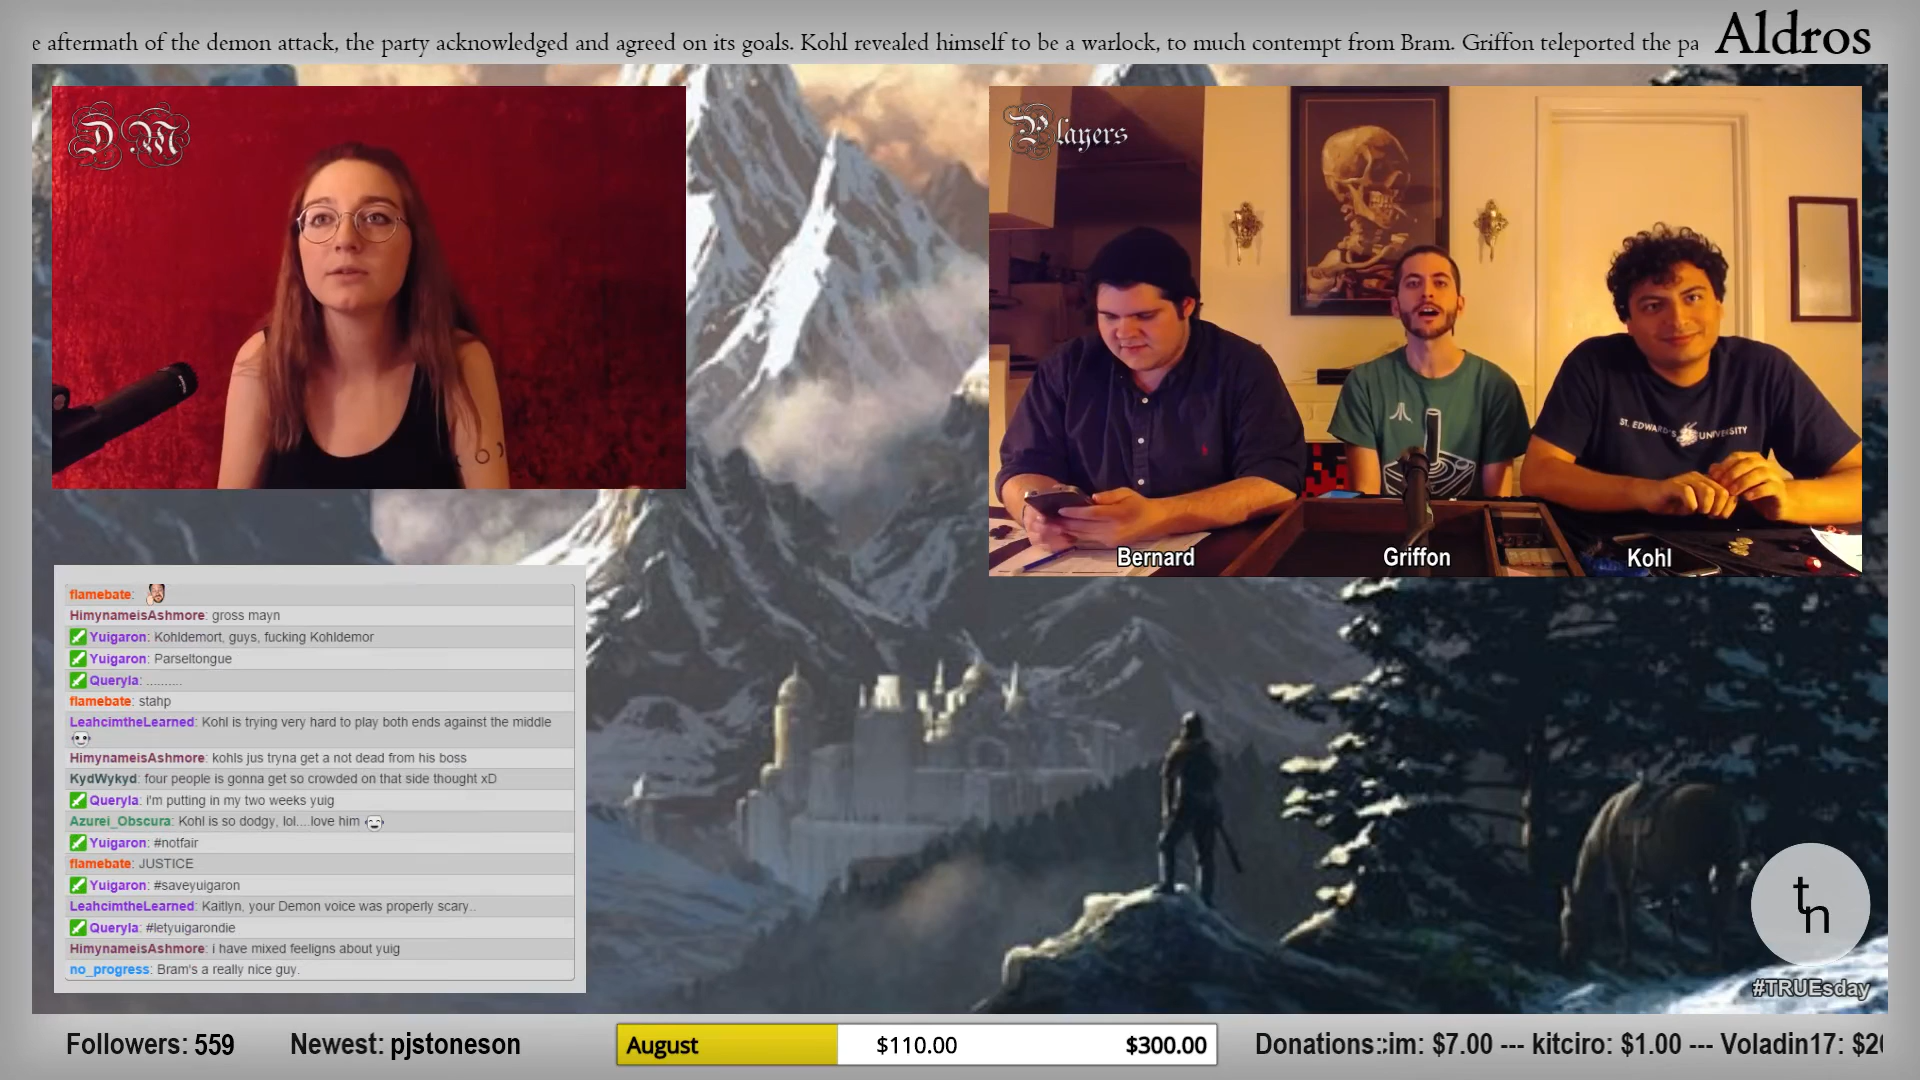 e aftermath of the demon attack, the party acknowledged and agreed on its goals. Kohl revealed himself to be a warlock, to much contempt from Bram. Griffon teleported the pa
Aldros
DM
Players
ST. EDWARD'S UNIVERSITY
Bernard
Griffon
Kohl
flamebate:
HimynameisAshmore: gross mayn
Yuigaron: Kohldemort, guys, fucking Kohldemor
Yuigaron: Parseltongue
Queryla: ..........
flamebate: stahp
LeahcimtheLearned: Kohl is trying very hard to play both ends against the middle
HimynameisAshmore: kohls jus tryna get a not dead from his boss
KydWykyd: four people is gonna get so crowded on that side thought xD
Queryla: i'm putting in my two weeks yuig
Azurei_Obscura: Kohl is so dodgy, lol....love him
Yuigaron: #notfair
flamebate: JUSTICE
Yuigaron: #saveyuigaron
LeahcimtheLearned: Kaitlyn, your Demon voice was properly scary..
Queryla: #letyuigarondie
HimynameisAshmore: i have mixed feeligns about yuig
no_progress: Bram's a really nice guy.
tn
#TRUEsday
Followers: 559
Newest: pjstoneson
August $110.00 $300.00
Donations: cim: $7.00 --- kitciro: $1.00 --- Voladin17: $20